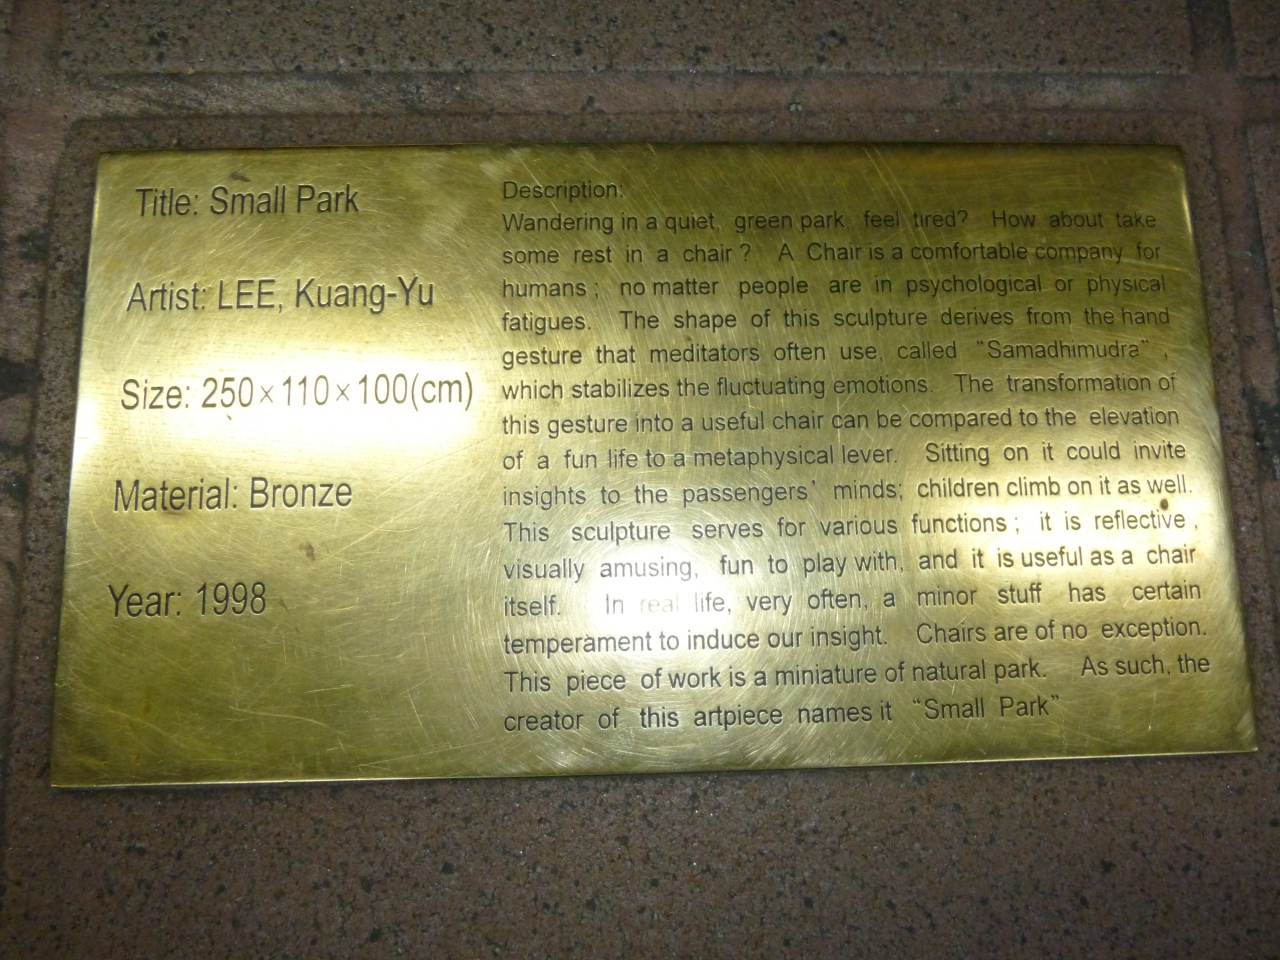 Title: Small Park
Artist: LEE, Kuang-Yu
Size: 250×110×100(cm)
Material: Bronze
Year: 1998
Description:
Wandering in a quiet, green park, feel tired? How about take
some rest in a chair ? A Chair is a comfortable company for
humans ; no matter people are in psychological or physical
fatigues. The shape of this sculpture derives from the hand
gesture that meditators often use, called “Samadhimudra” ,
which stabilizes the fluctuating emotions. The transformation of
this gesture into a useful chair can be compared to the elevation
of a fun life to a metaphysical lever. Sitting on it could invite
insights to the passengers’ minds; children climb on it as well.
This sculpture serves for various functions ; it is reflective ,
visually amusing, fun to play with, and it is useful as a chair
itself. In real life, very often, a minor stuff has certain
temperament to induce our insight. Chairs are of no exception.
This piece of work is a miniature of natural park. As such, the
creator of this artpiece names it “Small Park”